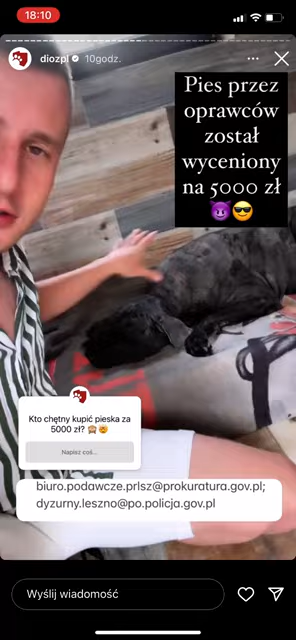 18:10
diozpl 10godz.
Pies przez
oprawców
został
wyceniony
na 5000 zł
😈😎
Kto chętny kupić pieska za
5000 zł? 🙈🤯
Napisz coś...
biuro.podawcze.prlsz@prokuratura.gov.pl;
dyzurny.leszno@po.policja.gov.pl
Wyślij wiadomość